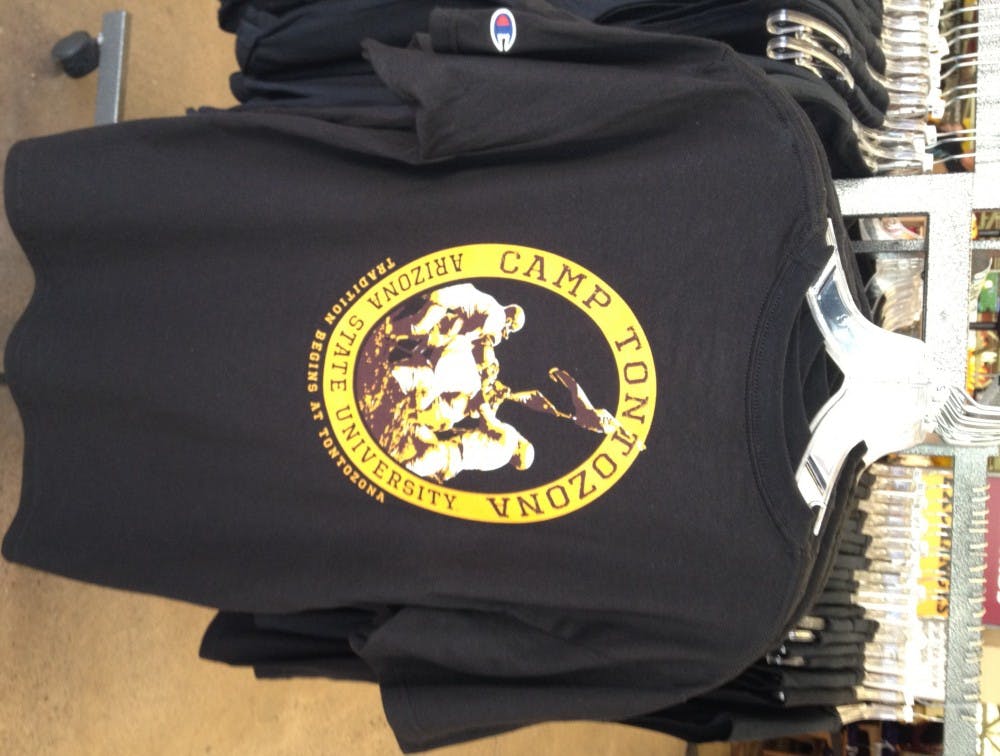 CAMP TONTOZONA
ARIZONA STATE UNIVERSITY
TRADITION BEGINS AT TONTOZONA